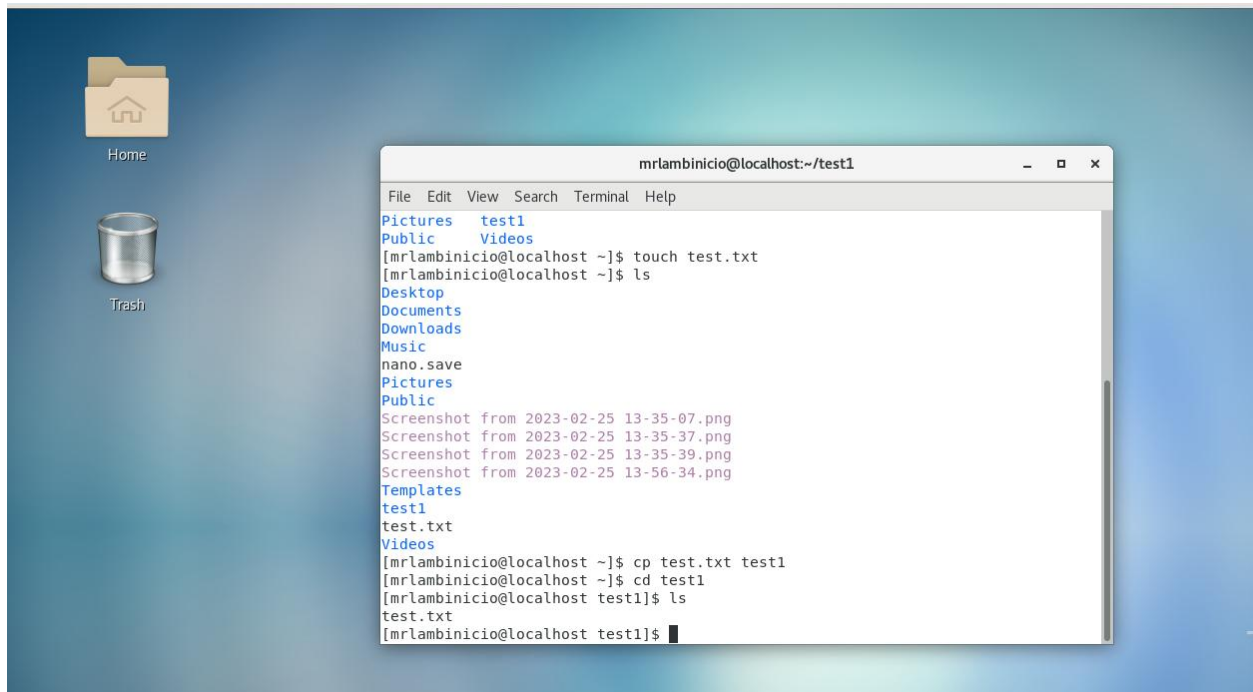 Home
Trash
mrlambinicio@localhost:~/test1
File Edit View Search Terminal Help
Pictures test1
Public Videos
[mrlambinicio@localhost ~]$ touch test.txt
[mrlambinicio@localhost ~]$ ls
Desktop
Documents
Downloads
Music
nano.save
Pictures
Public
Screenshot from 2023-02-25 13-35-07.png
Screenshot from 2023-02-25 13-35-37.png
Screenshot from 2023-02-25 13-35-39.png
Screenshot from 2023-02-25 13-56-34.png
Templates
test1
test.txt
Videos
[mrlambinicio@localhost ~]$ cp test.txt test1
[mrlambinicio@localhost ~]$ cd test1
[mrlambinicio@localhost test1]$ ls
test.txt
[mrlambinicio@localhost test1]$